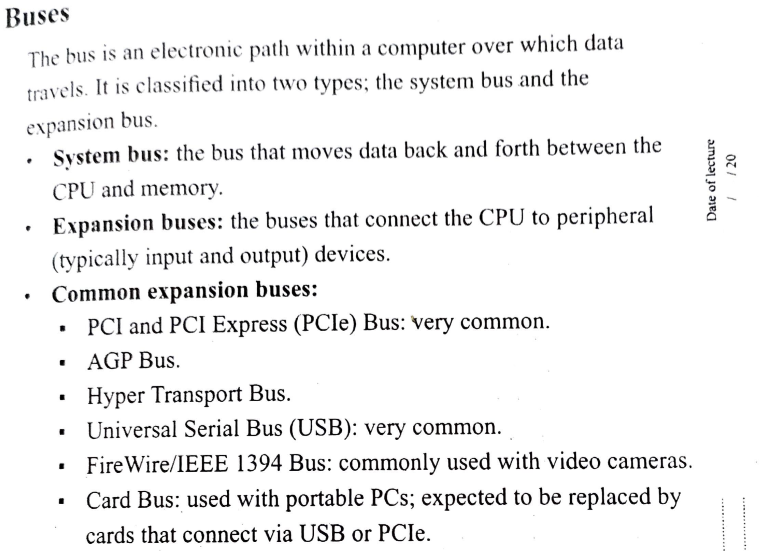 Buses
The bus is an electronic path within a computer over which data
travels. It is classified into two types; the system bus and the
expansion bus.
• System bus: the bus that moves data back and forth between the
CPU and memory.
• Expansion buses: the buses that connect the CPU to peripheral
(typically input and output) devices.
• Common expansion buses:
▪ PCI and PCI Express (PCIe) Bus: very common.
▪ AGP Bus.
▪ Hyper Transport Bus.
▪ Universal Serial Bus (USB): very common.
▪ FireWire/IEEE 1394 Bus: commonly used with video cameras.
▪ Card Bus: used with portable PCs; expected to be replaced by
cards that connect via USB or PCIe.
Date of lecture
/ / 20